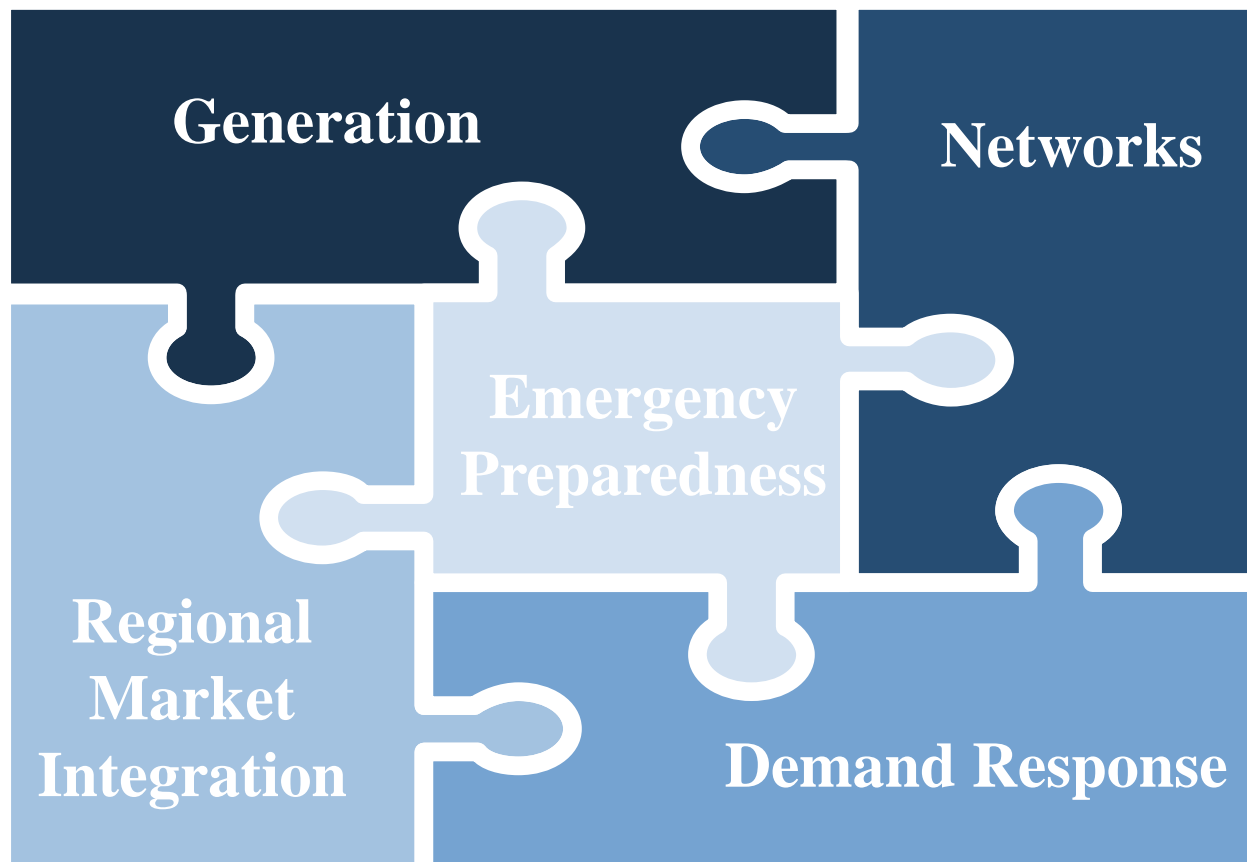 Generation
Networks
Emergency
Preparedness
Regional
Market
Integration
Demand Response